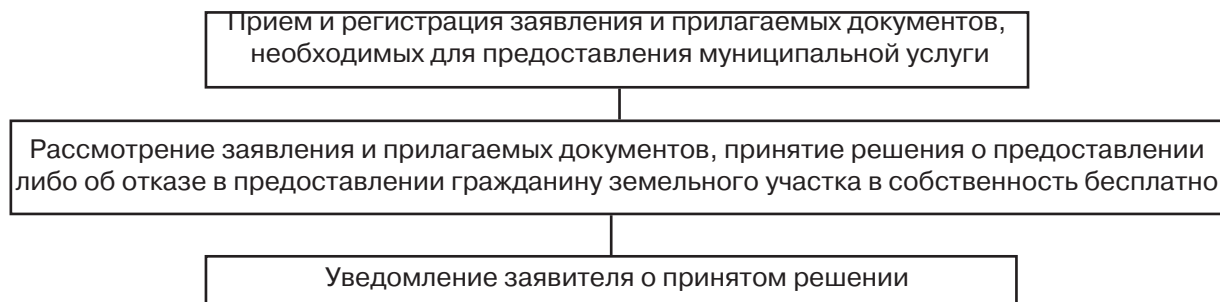 Прием и регистрация заявления и прилагаемых документов,
необходимых для предоставления муниципальной услуги
Рассмотрение заявления и прилагаемых документов, принятие решения о предоставлении
либо об отказе в предоставлении гражданину земельного участка в собственность бесплатно
Уведомление заявителя о принятом решении